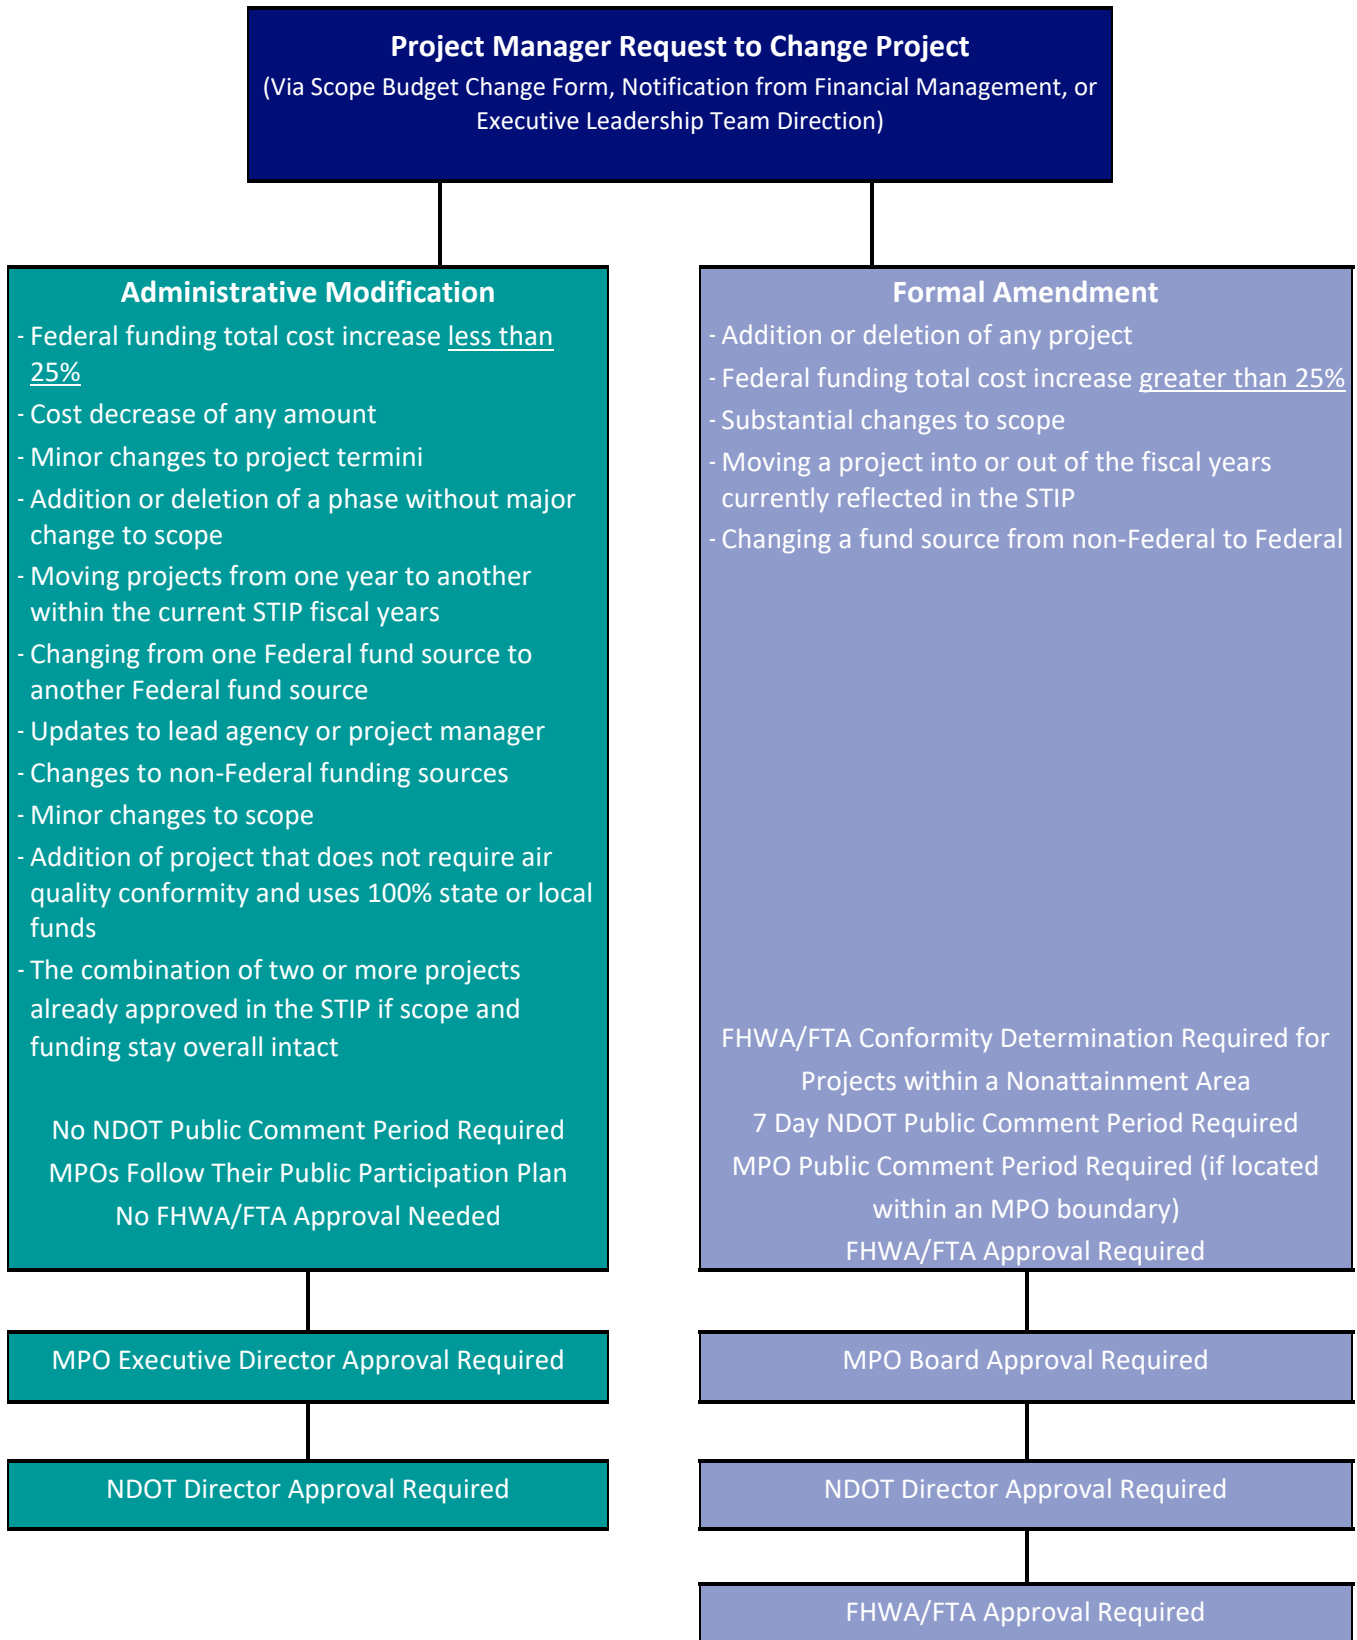 Project Manager Request to Change Project
(Via Scope Budget Change Form, Notification from Financial Management, or
Executive Leadership Team Direction)
Administrative Modification
- Federal funding total cost increase less than
25%
- Cost decrease of any amount
- Minor changes to project termini
- Addition or deletion of a phase without major
change to scope
- Moving projects from one year to another
within the current STIP fiscal years
- Changing from one Federal fund source to
another Federal fund source
- Updates to lead agency or project manager
- Changes to non-Federal funding sources
- Minor changes to scope
- Addition of project that does not require air
quality conformity and uses 100% state or local
funds
- The combination of two or more projects
already approved in the STIP if scope and
funding stay overall intact
No NDOT Public Comment Period Required
MPOs Follow Their Public Participation Plan
No FHWA/FTA Approval Needed
MPO Executive Director Approval Required
NDOT Director Approval Required
Formal Amendment
- Addition or deletion of any project
- Federal funding total cost increase greater than 25%
- Substantial changes to scope
- Moving a project into or out of the fiscal years
currently reflected in the STIP
- Changing a fund source from non-Federal to Federal
FHWA/FTA Conformity Determination Required for
Projects within a Nonattainment Area
7 Day NDOT Public Comment Period Required
MPO Public Comment Period Required (if located
within an MPO boundary)
FHWA/FTA Approval Required
MPO Board Approval Required
NDOT Director Approval Required
FHWA/FTA Approval Required